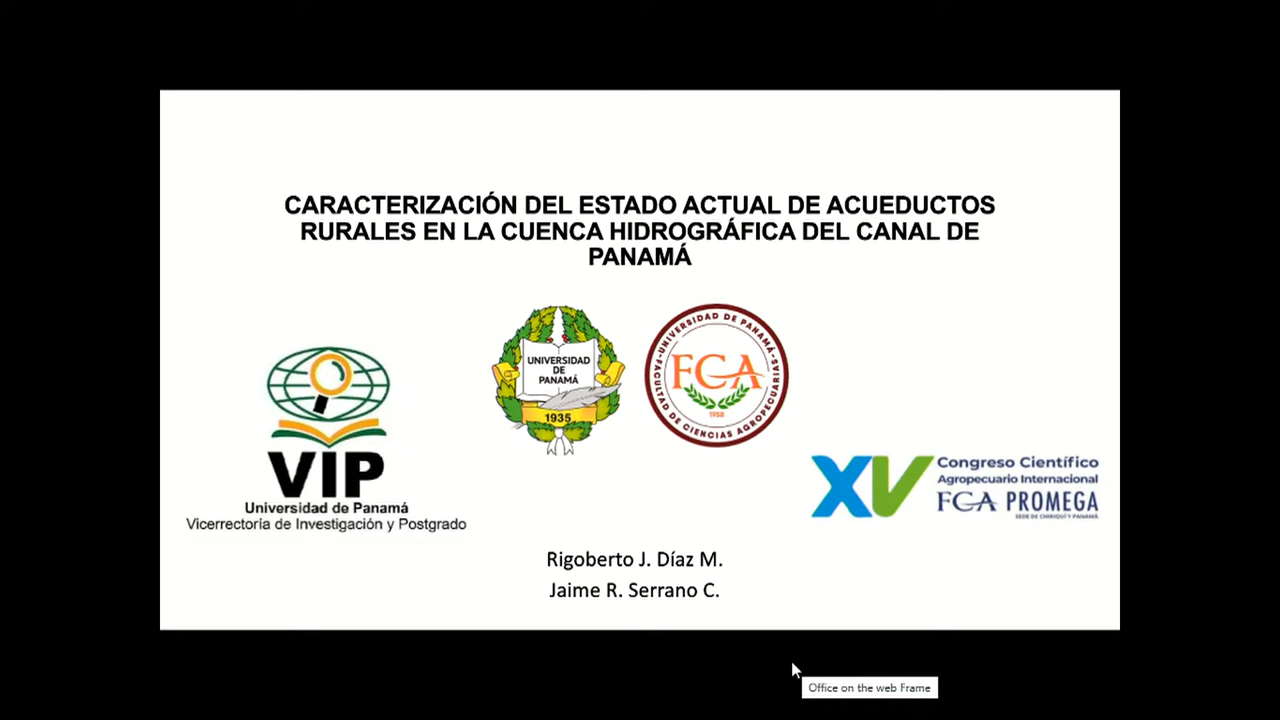 CARACTERIZACIÓN DEL ESTADO ACTUAL DE ACUEDUCTOS
RURALES EN LA CUENCA HIDROGRÁFICA DEL CANAL DE
PANAMÁ
UNIVERSIDAD
DE
PANAMÁ
1935
UNIVERSIDAD DE PANAMÁ
FACULTAD DE CIENCIAS AGROPECUARIAS
FCA
1958
VIP
Universidad de Panamá
Vicerrectoría de Investigación y Postgrado
XV
Congreso Científico
Agropecuario Internacional
FCA PROMEGA
SEDE DE CHIRIQUÍ Y PANAMÁ
Rigoberto J. Díaz M.
Jaime R. Serrano C.
Office on the web Frame